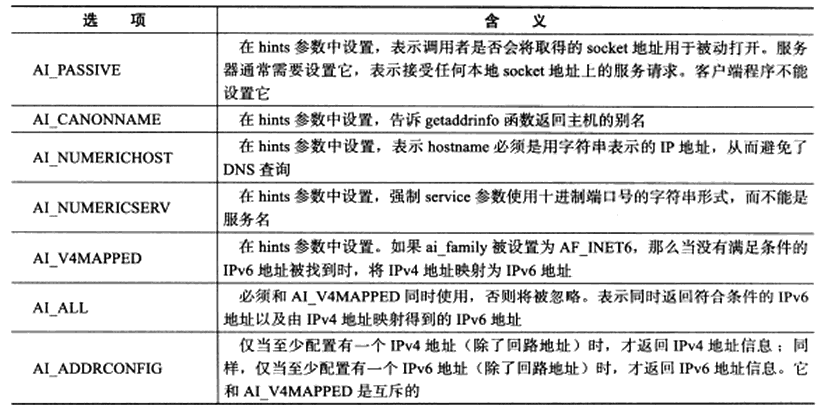 选 项 含 义
AI_PASSIVE
在 hints 参数中设置，表示调用者是否会将取得的 socket 地址用于被动打开。服务
器通常需要设置它，表示接受任何本地 socket 地址上的服务请求。客户端程序不能
设置它
AI_CANONNAME
在 hints 参数中设置，告诉 getaddrinfo 函数返回主机的别名
AI_NUMERICHOST
在 hints 参数中设置，表示 hostname 必须是用字符串表示的 IP 地址，从而避免了
DNS 查询
AI_NUMERICSERV
在 hints 参数中设置，强制 service 参数使用十进制端口号的字符串形式，而不能是
服务名
AI_V4MAPPED
在 hints 参数中设置。如果 ai_family 被设置为 AF_INET6，那么当没有满足条件的
IPv6 地址被找到时，将 IPv4 地址映射为 IPv6 地址
AI_ALL
必须和 AI_V4MAPPED 同时使用，否则将被忽略。表示同时返回符合条件的 IPv6
地址以及由 IPv4 地址映射得到的 IPv6 地址
AI_ADDRCONFIG
仅当至少配置有一个 IPv4 地址（除了回路地址）时，才返回 IPv4 地址信息；同
样，仅当至少配置有一个 IPv6 地址（除了回路地址）时，才返回 IPv6 地址信息。它
和 AI_V4MAPPED 是互斥的